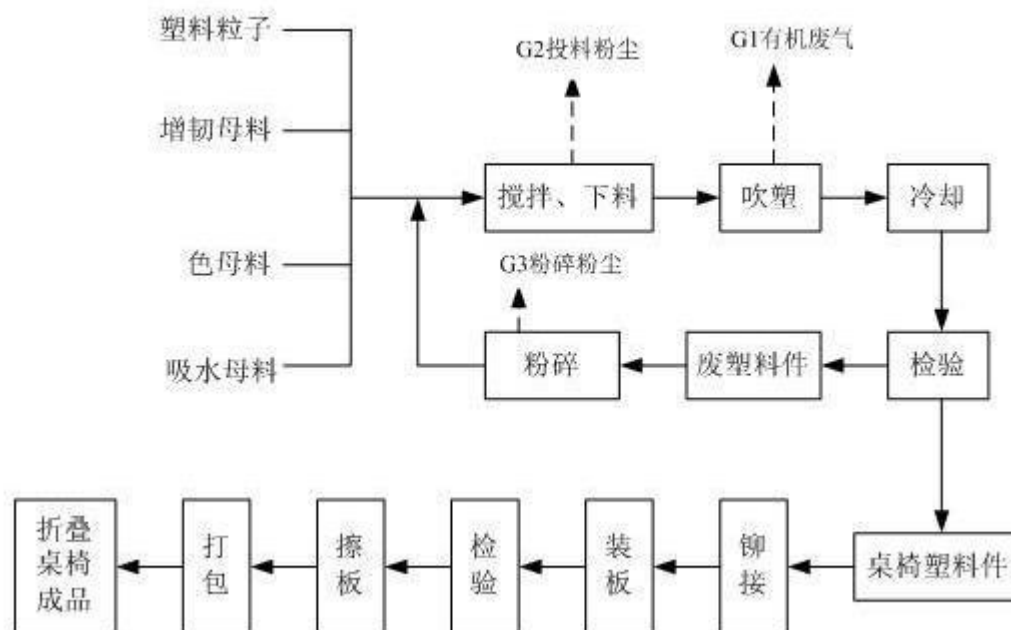 塑料粒子
G2投料粉尘
G1有机废气
增韧母料
搅拌、下料
吹塑
冷却
色母料
G3粉碎粉尘
吸水母料
粉碎
废塑料件
检验
折叠
桌椅
成品
打
包
擦
板
检
验
装
板
铆
接
桌椅塑料件